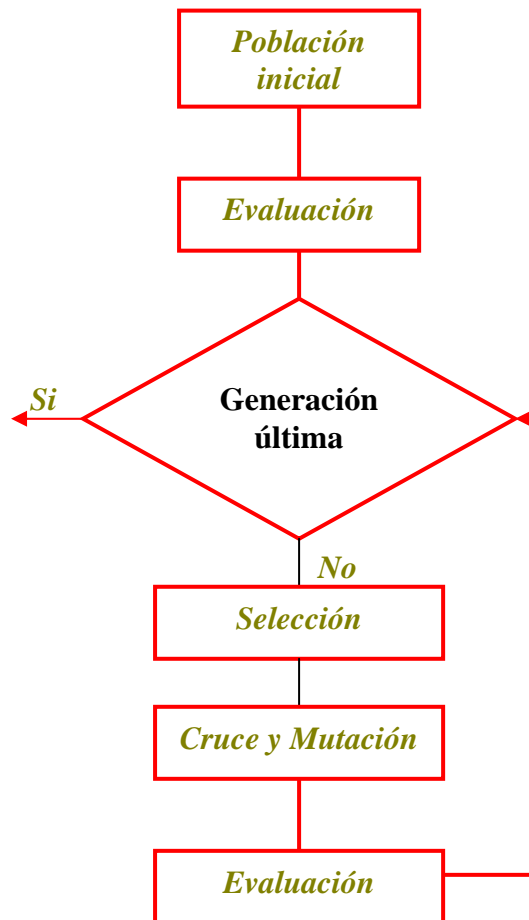 Población
inicial
Evaluación
Si
Generación
última
No
Selección
Cruce y Mutación
Evaluación